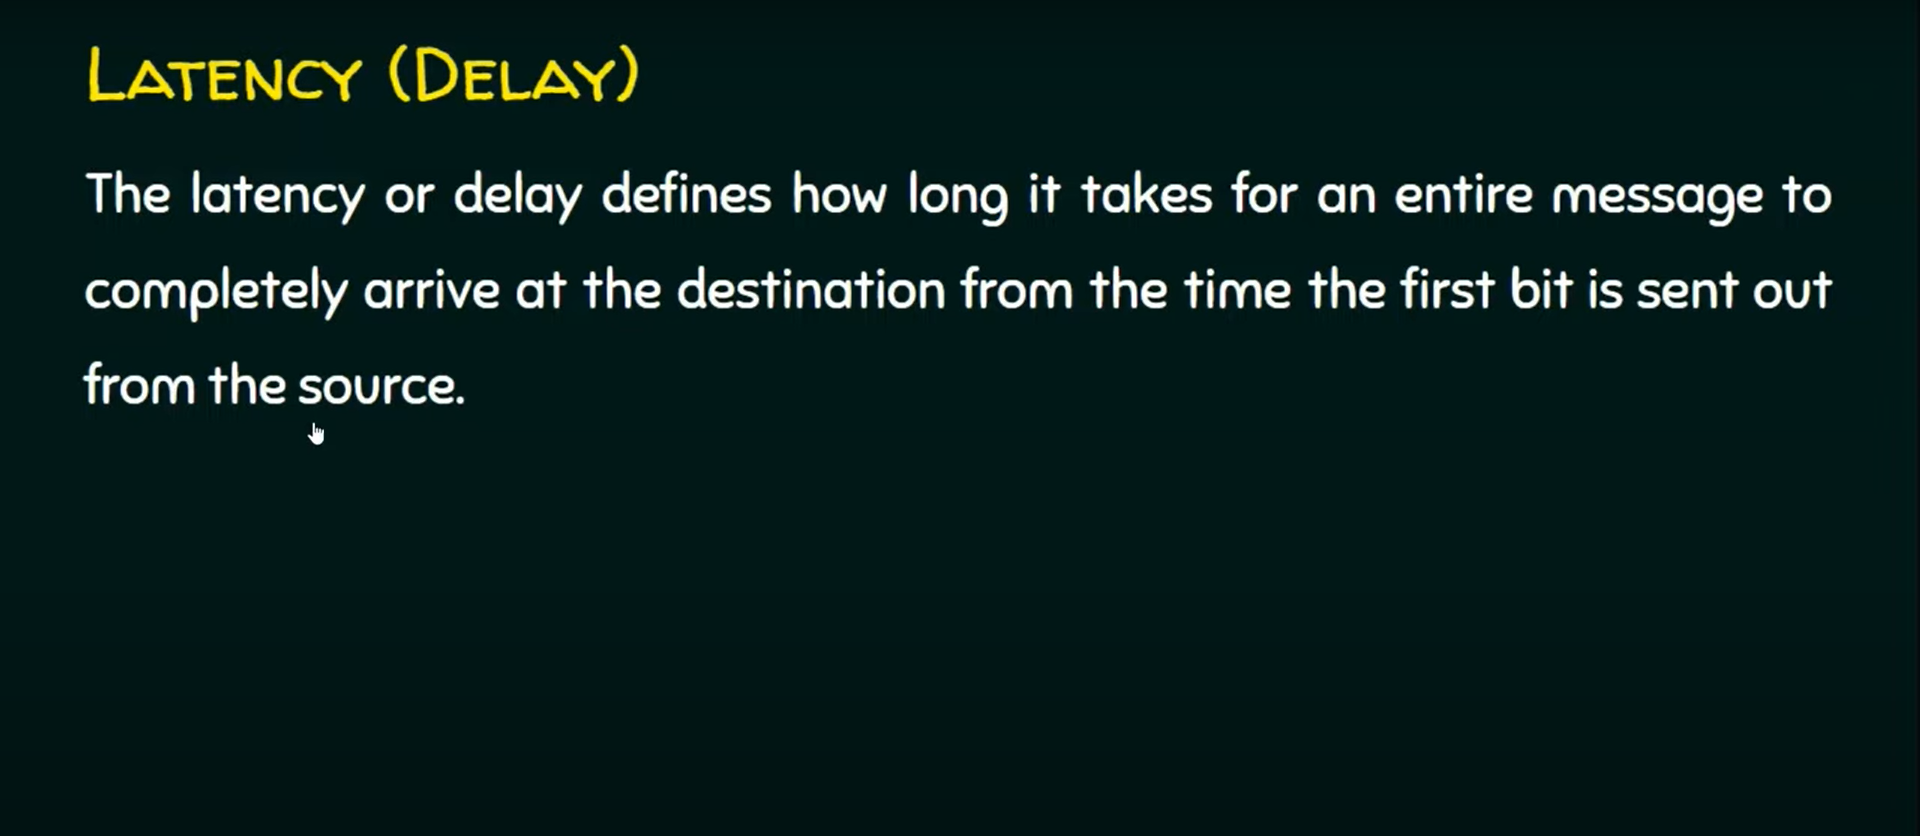 LATENCY (DELAY)
The latency or delay defines how long it takes for an entire message to
completely arrive at the destination from the time the first bit is sent out
from the source.